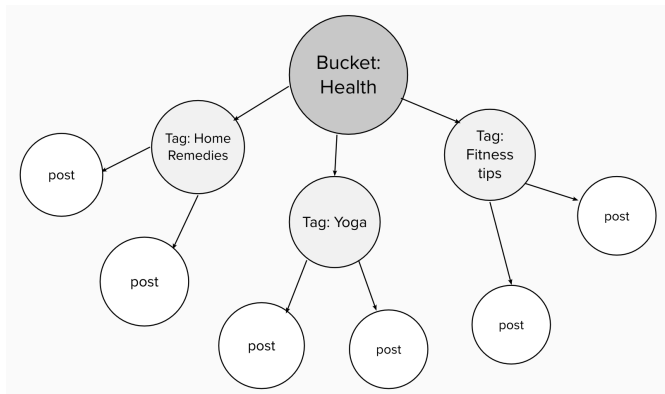 Bucket:
Health
Tag: Home
Remedies
Tag:
Fitness
tips
post
Tag: Yoga
post
post
post
post
post